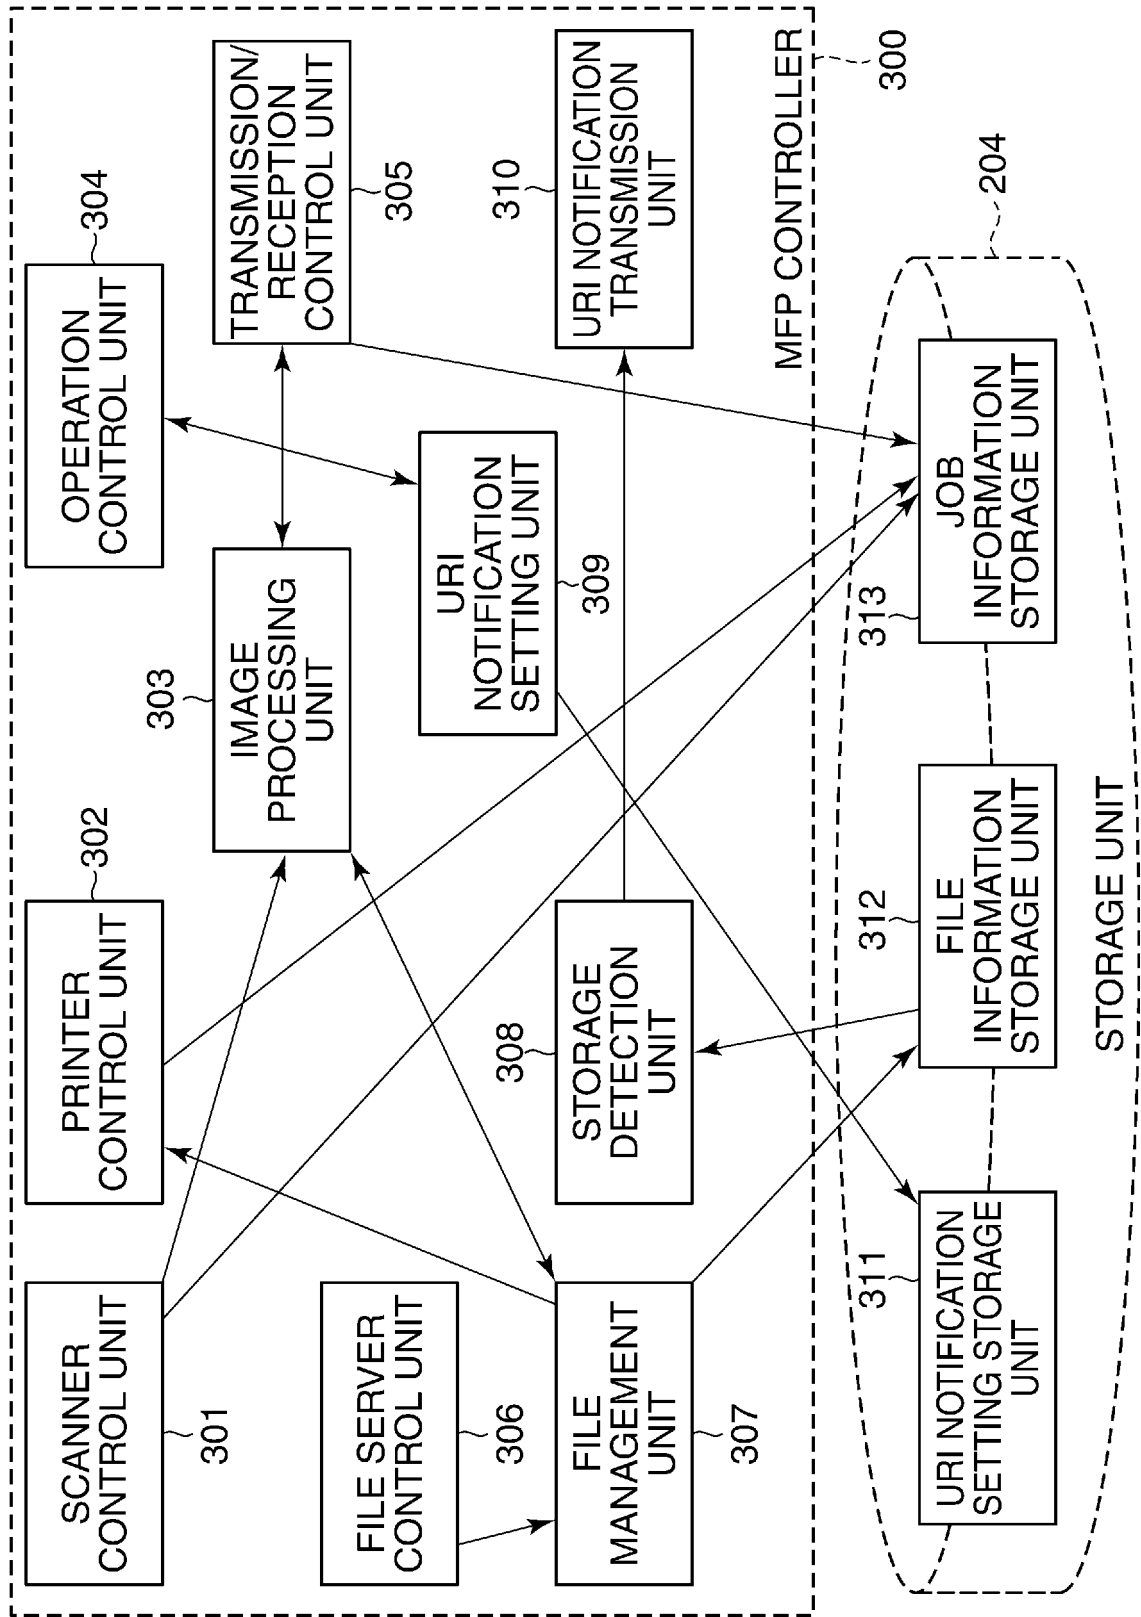 301
SCANNER
CONTROL UNIT
302
PRINTER
CONTROL UNIT
304
OPERATION
CONTROL UNIT
303
IMAGE
PROCESSING
UNIT
TRANSMISSION/
RECEPTION
CONTROL UNIT
305
FILE SERVER
CONTROL UNIT
306
URI
NOTIFICATION
SETTING UNIT
309
FILE
MANAGEMENT
UNIT
307
308
STORAGE
DETECTION
UNIT
310
URI NOTIFICATION
TRANSMISSION
UNIT
MFP CONTROLLER
300
311
URI NOTIFICATION
SETTING STORAGE
UNIT
312
FILE
INFORMATION
STORAGE UNIT
313
JOB
INFORMATION
STORAGE UNIT
204
STORAGE UNIT